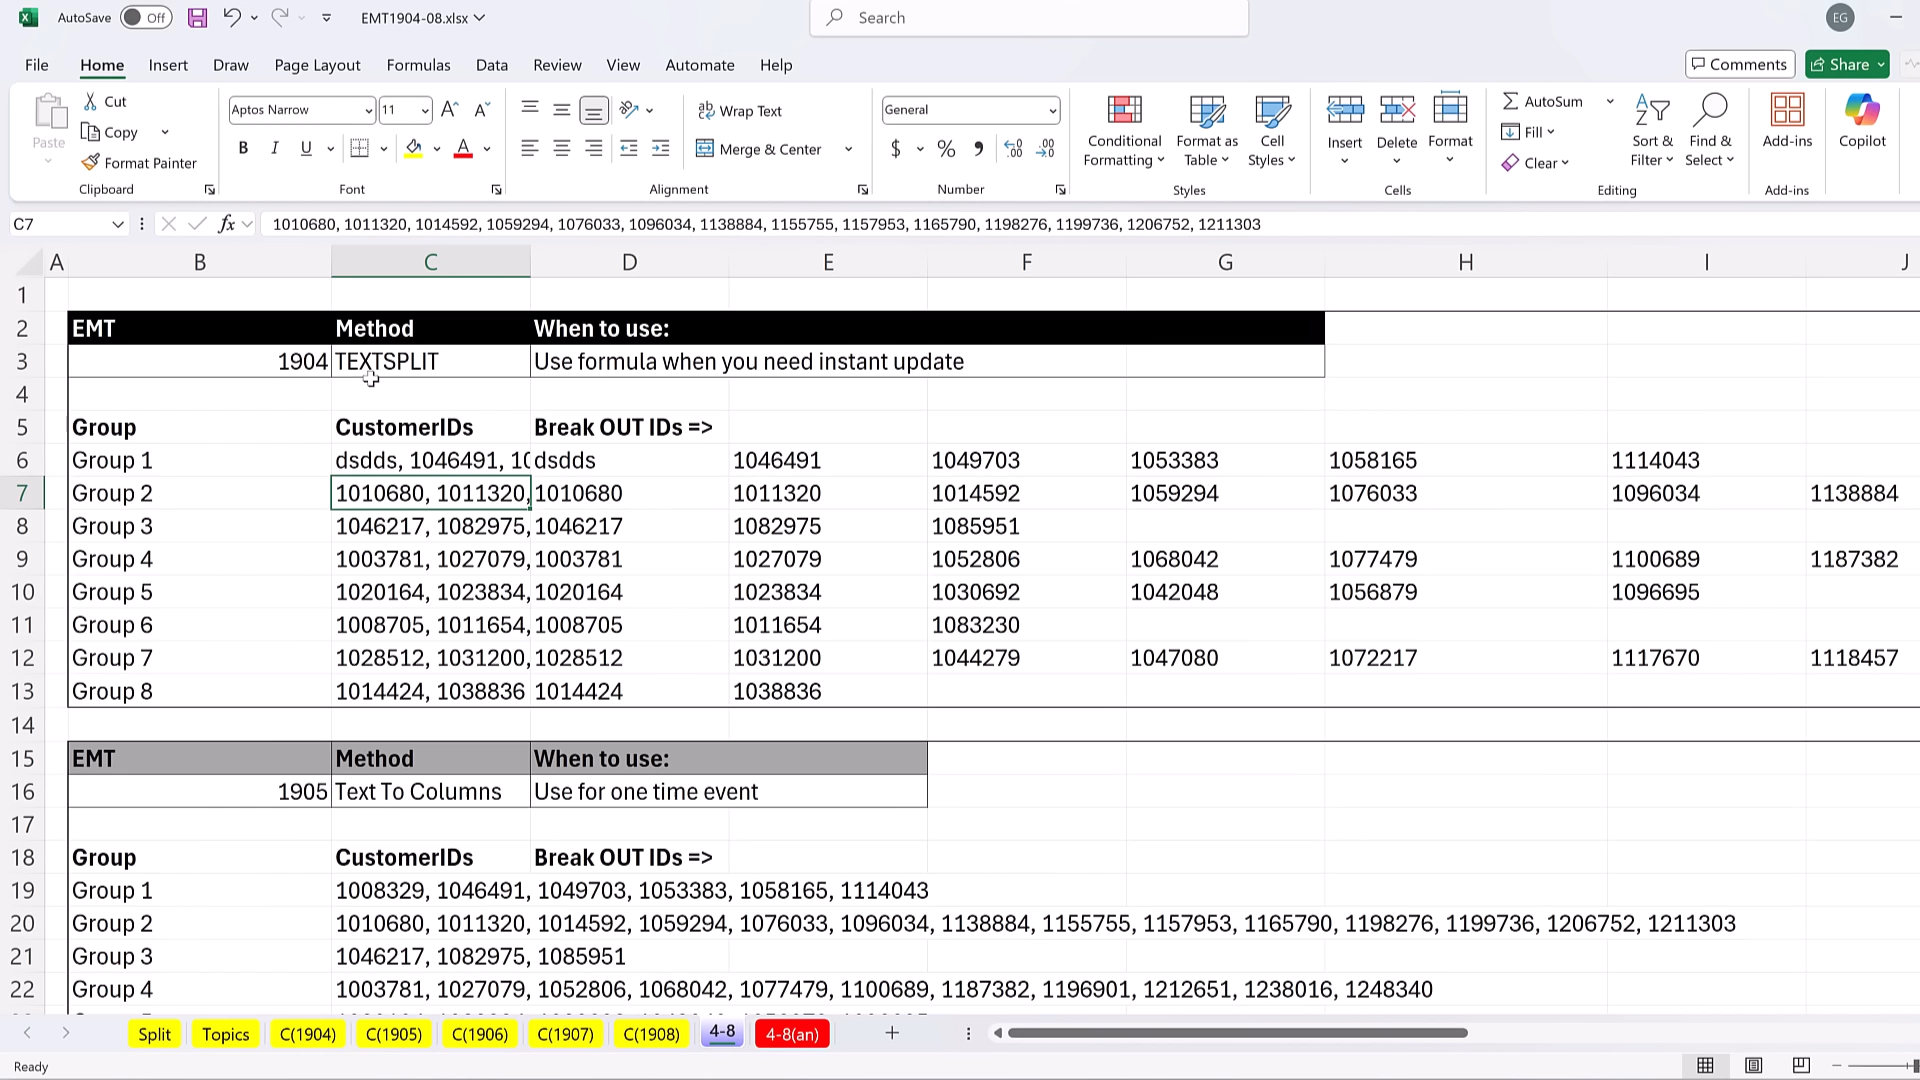 AutoSave Off EMT1904-08.xlsx Search EG
File Home Insert Draw Page Layout Formulas Data Review View Automate Help Comments Share
Paste Cut Copy Format Painter Clipboard
Aptos Narrow 11 B I U Font
Wrap Text Merge & Center Alignment
General $ % Number
Conditional Formatting Format as Table Cell Styles Styles
Insert Delete Format Cells
AutoSum Fill Clear Sort & Filter Find & Select Editing
Add-ins Add-ins Copilot
C7 fx 1010680, 1011320, 1014592, 1059294, 1076033, 1096034, 1138884, 1155755, 1157953, 1165790, 1198276, 1199736, 1206752, 1211303
A B C D E F G H I J
1
2 EMT Method When to use:
3 1904 TEXTSPLIT Use formula when you need instant update
4
5 Group CustomerIDs Break OUT IDs =>
6 Group 1 dsdds, 1046491, 10 dsdds 1046491 1049703 1053383 1058165 1114043
7 Group 2 1010680, 1011320, 1010680 1011320 1014592 1059294 1076033 1096034 1138884
8 Group 3 1046217, 1082975, 1046217 1082975 1085951
9 Group 4 1003781, 1027079, 1003781 1027079 1052806 1068042 1077479 1100689 1187382
10 Group 5 1020164, 1023834, 1020164 1023834 1030692 1042048 1056879 1096695
11 Group 6 1008705, 1011654, 1008705 1011654 1083230
12 Group 7 1028512, 1031200, 1028512 1031200 1044279 1047080 1072217 1117670 1118457
13 Group 8 1014424, 1038836 1014424 1038836
14
15 EMT Method When to use:
16 1905 Text To Columns Use for one time event
17
18 Group CustomerIDs Break OUT IDs =>
19 Group 1 1008329, 1046491, 1049703, 1053383, 1058165, 1114043
20 Group 2 1010680, 1011320, 1014592, 1059294, 1076033, 1096034, 1138884, 1155755, 1157953, 1165790, 1198276, 1199736, 1206752, 1211303
21 Group 3 1046217, 1082975, 1085951
22 Group 4 1003781, 1027079, 1052806, 1068042, 1077479, 1100689, 1187382, 1196901, 1212651, 1238016, 1248340
Split Topics C(1904) C(1905) C(1906) C(1907) C(1908) 4-8 4-8(an)
Ready